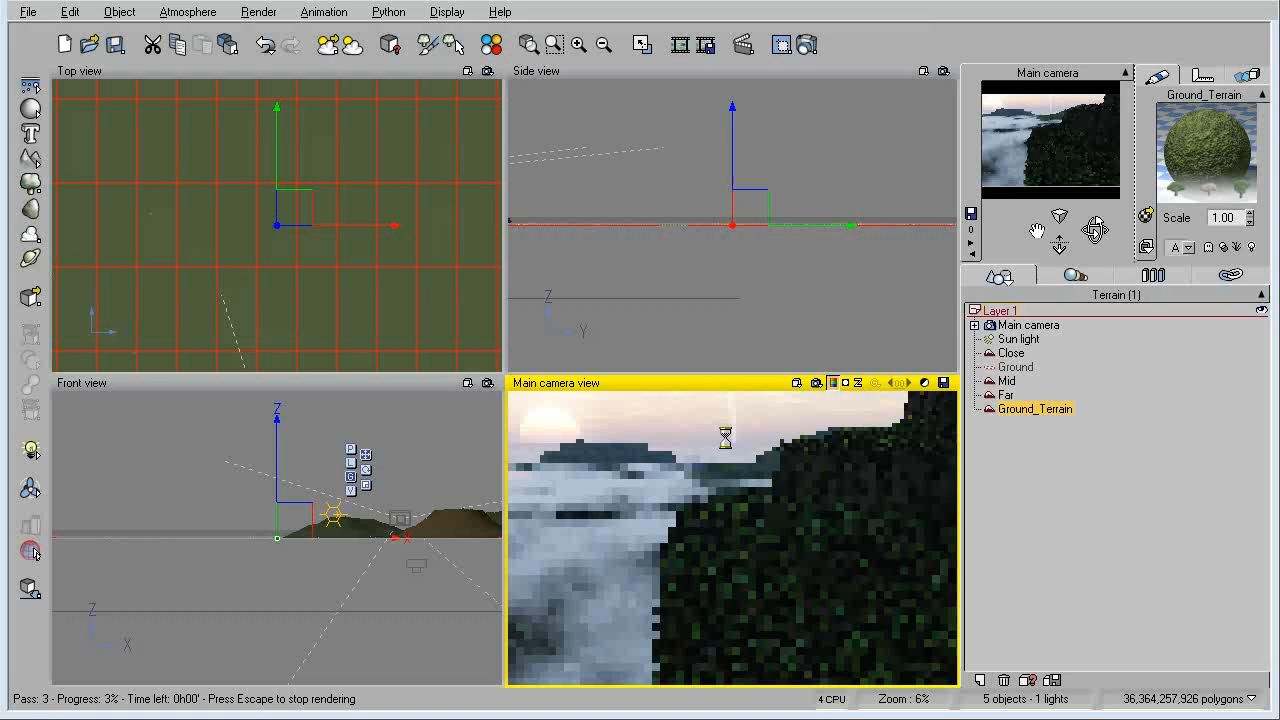 File Edit Object Atmosphere Render Animation Python Display Help
Top view
Side view
Main camera
Ground_Terrain
Scale 1.00
0
A
Z
Y
Terrain (1)
Layer 1
Main camera
Sun light
Close
Ground
Mid
Far
Ground_Terrain
Front view
Main camera view
Z
P
L
G
V
X
Z
X
Pass: 3 - Progress: 3% - Time left: 0h00' - Press Escape to stop rendering
4 CPU
Zoom : 6%
5 objects - 1 lights
36,364,257,926 polygons